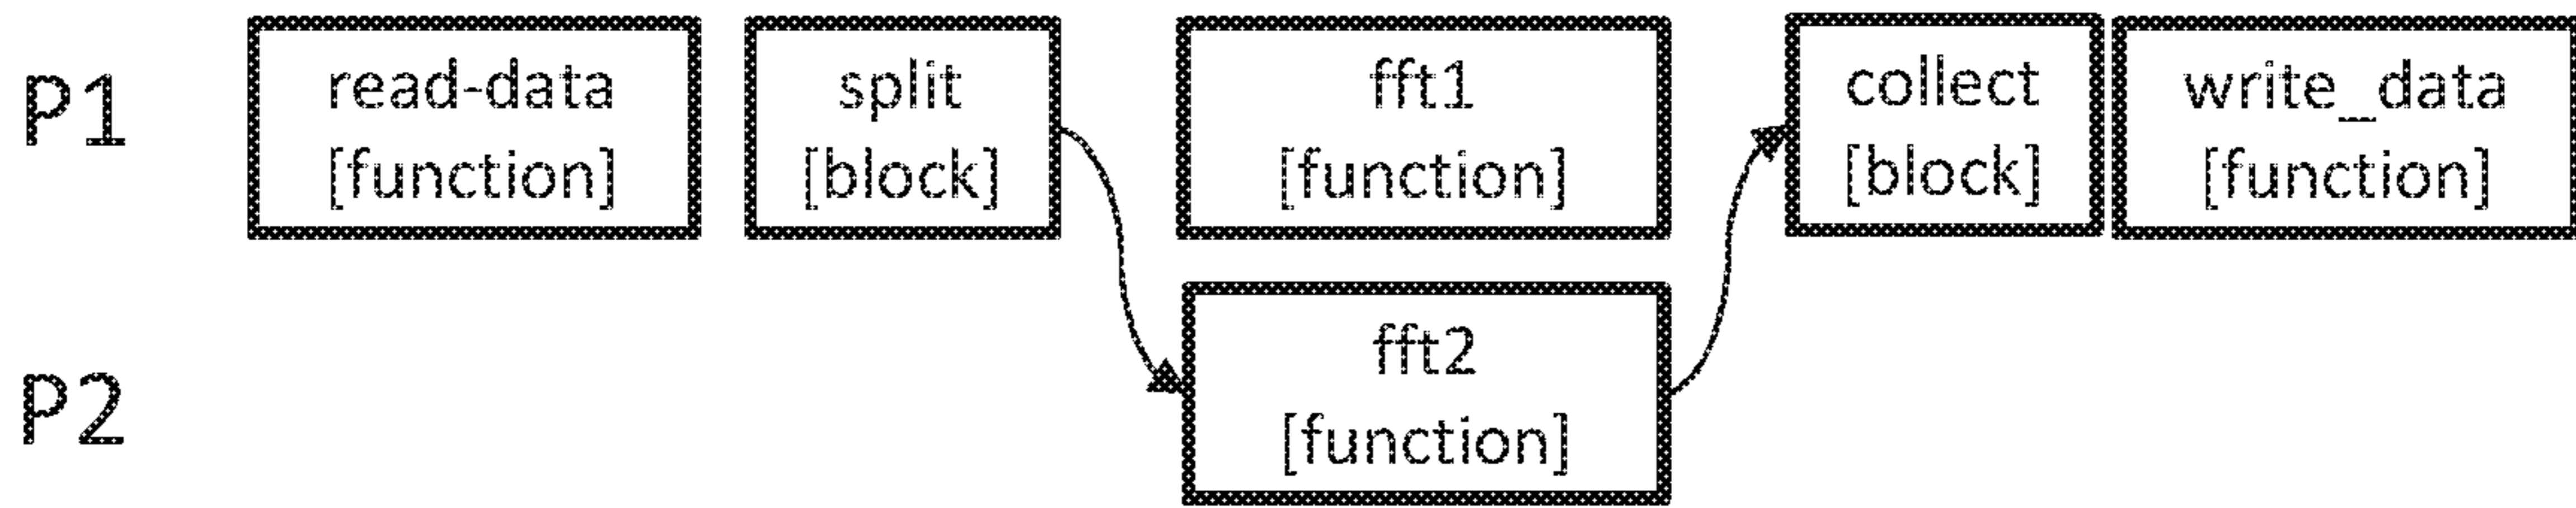 P1
read-data
[function]
split
[block]
fft1
[function]
collect
[block]
write_data
[function]
P2
fft2
[function]